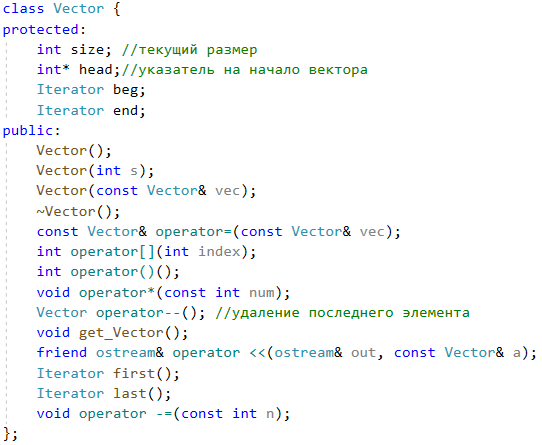 class Vector {
protected:
    int size; //текущий размер
    int* head;//указатель на начало вектора
    Iterator beg;
    Iterator end;
public:
    Vector();
    Vector(int s);
    Vector(const Vector& vec);
    ~Vector();
    const Vector& operator=(const Vector& vec);
    int operator[](int index);
    int operator()();
    void operator*(const int num);
    Vector operator--(); //удаление последнего элемента
    void get_Vector();
    friend ostream& operator <<(ostream& out, const Vector& a);
    Iterator first();
    Iterator last();
    void operator -=(const int n);
};